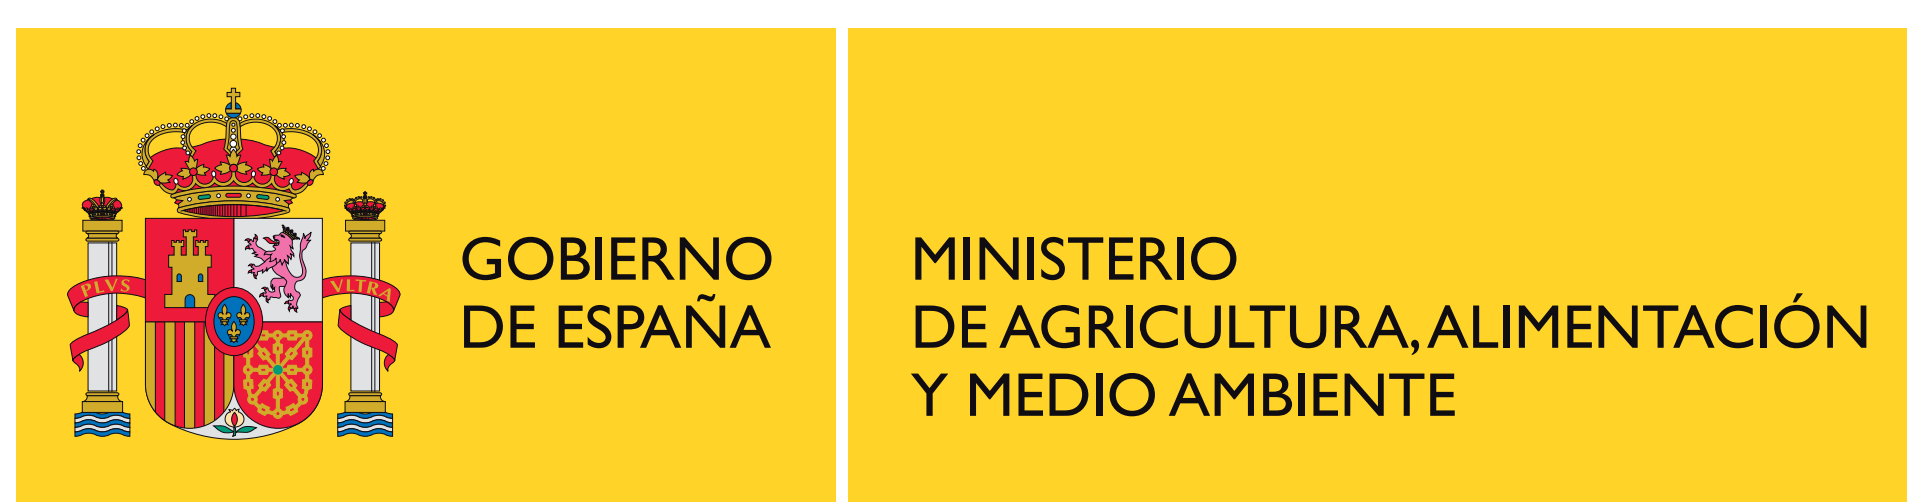 PLVS VLTRA
GOBIERNO
DE ESPAÑA
MINISTERIO
DE AGRICULTURA, ALIMENTACIÓN
Y MEDIO AMBIENTE